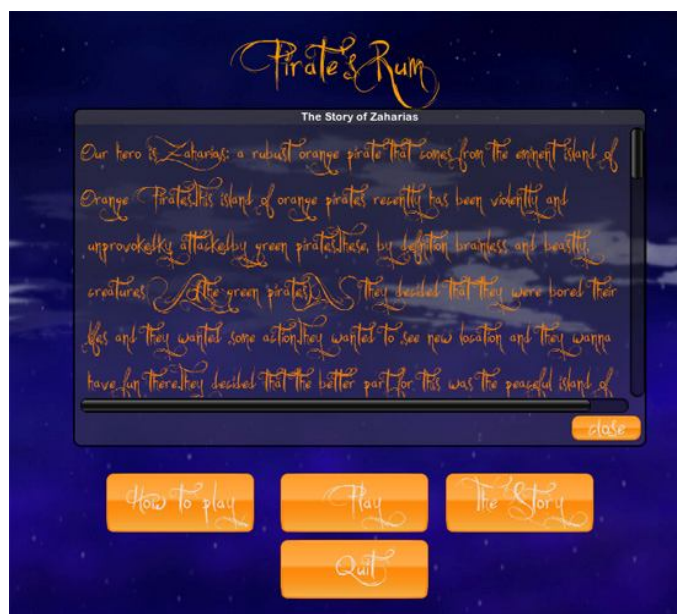 Pirate's Rum
The Story of Zaharias
Our hero is Zaharias: a rubust orange pirate that comes from the eminent island of
Orange Pirates.This island of orange pirates recently has been violently and
unprovokedky attackedby green pirates.These, by definition brainless and beastly,
creatures (of the green pirates) . They decided that they were bored their
lifes and they wanted some action.They wanted to see new location and they wanna
have fun there.They decided that the better part for this was the peaceful island of
close
How to play
Play
The Story
Quit